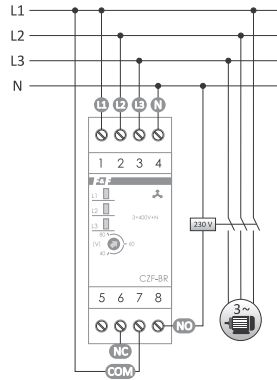 L1
L2
L3
N
L1 L2 L3 N
1 2 3 4
F&F
L1
L2
L3
3×400V+N
80
[V] 60
40
230 V
CZF-BR
3~
5 6 7 8
NO
NC
COM